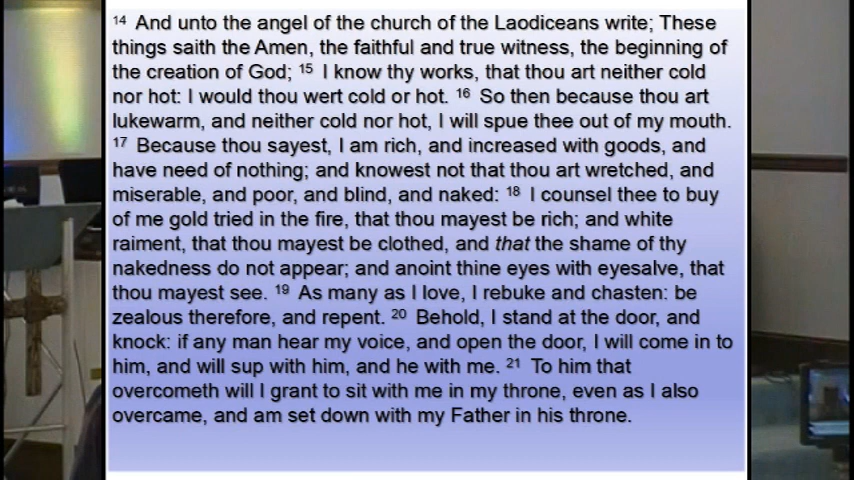 14 And unto the angel of the church of the Laodiceans write; These
things saith the Amen, the faithful and true witness, the beginning of
the creation of God; 15 I know thy works, that thou art neither cold
nor hot: I would thou wert cold or hot. 16 So then because thou art
lukewarm, and neither cold nor hot, I will spue thee out of my mouth.
17 Because thou sayest, I am rich, and increased with goods, and
have need of nothing; and knowest not that thou art wretched, and
miserable, and poor, and blind, and naked: 18 I counsel thee to buy
of me gold tried in the fire, that thou mayest be rich; and white
raiment, that thou mayest be clothed, and that the shame of thy
nakedness do not appear; and anoint thine eyes with eyesalve, that
thou mayest see. 19 As many as I love, I rebuke and chasten: be
zealous therefore, and repent. 20 Behold, I stand at the door, and
knock: if any man hear my voice, and open the door, I will come in to
him, and will sup with him, and he with me. 21 To him that
overcometh will I grant to sit with me in my throne, even as I also
overcame, and am set down with my Father in his throne.